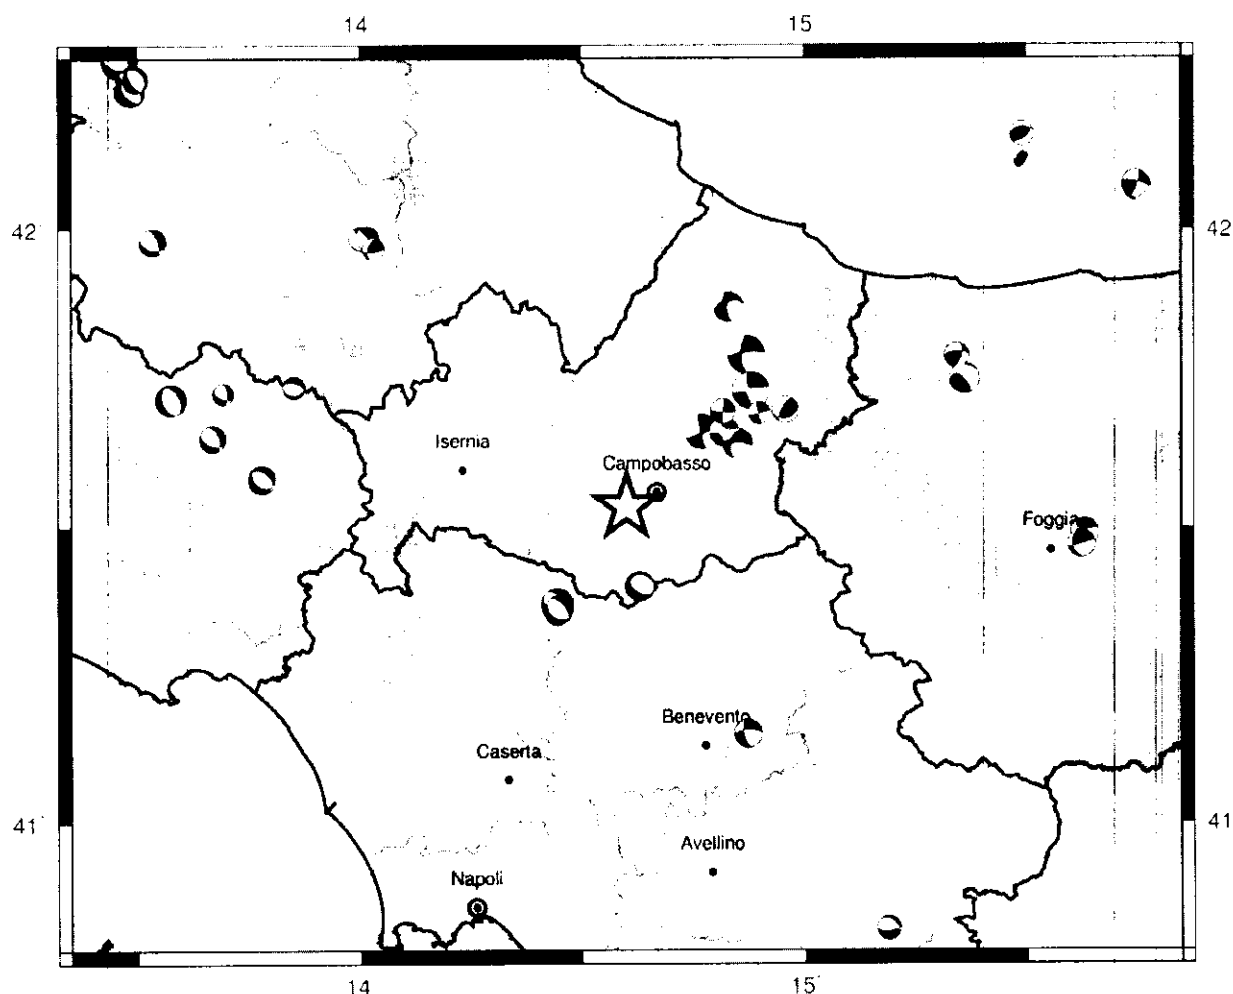 14 15
42 42
Isernia
Campobasso
Foggia
Benevento
Caserta
41 41
Avellino
Napoli
14 15